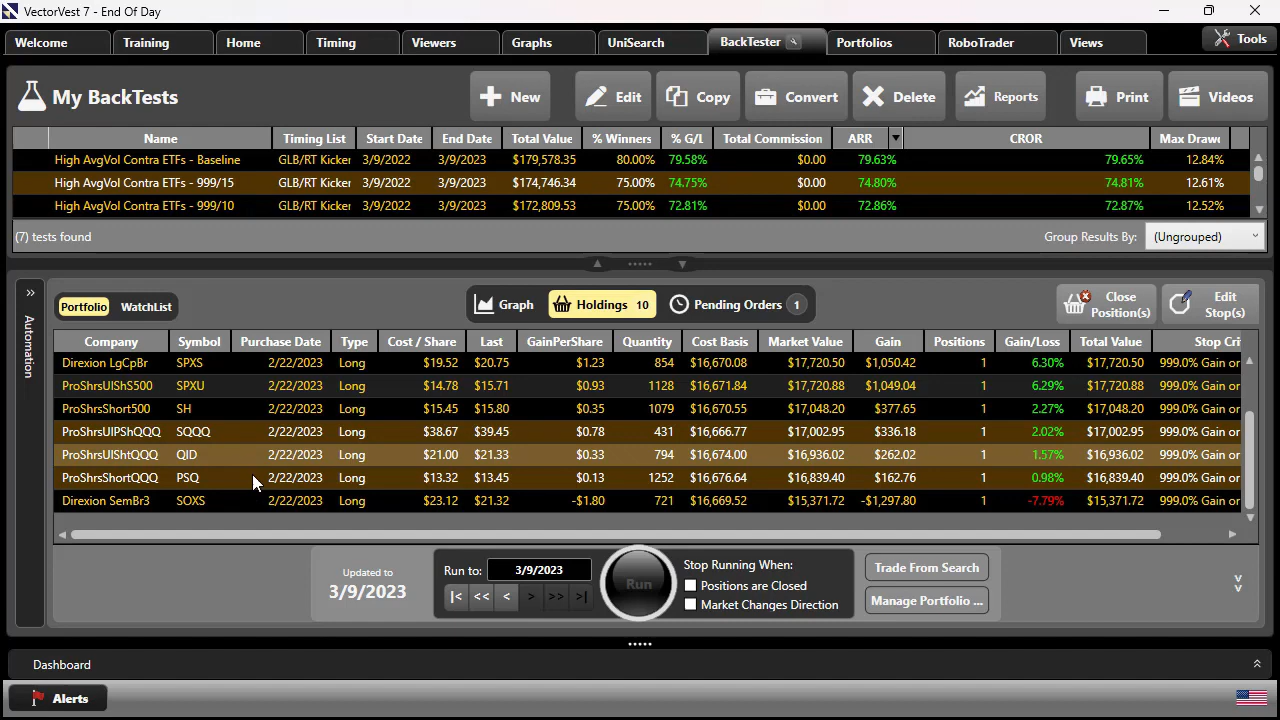 VectorVest 7 - End Of Day
Welcome Training Home Timing Viewers Graphs UniSearch BackTester Portfolios RoboTrader Views Tools
My BackTests New Edit Copy Convert Delete Reports Print Videos
Name Timing List Start Date End Date Total Value % Winners % G/L Total Commission ARR CROR Max Draw
High AvgVol Contra ETFs - Baseline GLB/RT Kicker 3/9/2022 3/9/2023 $179,578.35 80.00% 79.58% $0.00 79.63% 79.65% 12.84%
High AvgVol Contra ETFs - 999/15 GLB/RT Kicker 3/9/2022 3/9/2023 $174,746.34 75.00% 74.75% $0.00 74.80% 74.81% 12.61%
High AvgVol Contra ETFs - 999/10 GLB/RT Kicker 3/9/2022 3/9/2023 $172,809.53 75.00% 72.81% $0.00 72.86% 72.87% 12.52%
(7) tests found Group Results By: (Ungrouped)
Automation
Portfolio WatchList Graph Holdings 10 Pending Orders 1 Close Position(s) Edit Stop(s)
Company Symbol Purchase Date Type Cost / Share Last GainPerShare Quantity Cost Basis Market Value Gain Positions Gain/Loss Total Value Stop Crit
Direxion LgCpBr SPXS 2/22/2023 Long $19.52 $20.75 $1.23 854 $16,670.08 $17,720.50 $1,050.42 1 6.30% $17,720.50 999.0% Gain or
ProShrsUlShS500 SPXU 2/22/2023 Long $14.78 $15.71 $0.93 1128 $16,671.84 $17,720.88 $1,049.04 1 6.29% $17,720.88 999.0% Gain or
ProShrsShort500 SH 2/22/2023 Long $15.45 $15.80 $0.35 1079 $16,670.55 $17,048.20 $377.65 1 2.27% $17,048.20 999.0% Gain or
ProShrsUlPShQQQ SQQQ 2/22/2023 Long $38.67 $39.45 $0.78 431 $16,666.77 $17,002.95 $336.18 1 2.02% $17,002.95 999.0% Gain or
ProShrsUlShtQQQ QID 2/22/2023 Long $21.00 $21.33 $0.33 794 $16,674.00 $16,936.02 $262.02 1 1.57% $16,936.02 999.0% Gain or
ProShrsShortQQQ PSQ 2/22/2023 Long $13.32 $13.45 $0.13 1252 $16,676.64 $16,839.40 $162.76 1 0.98% $16,839.40 999.0% Gain or
Direxion SemBr3 SOXS 2/22/2023 Long $23.12 $21.32 -$1.80 721 $16,669.52 $15,371.72 -$1,297.80 1 -7.79% $15,371.72 999.0% Gain or
Updated to
3/9/2023
Run to: 3/9/2023
|< << < > >> >|
Run
Stop Running When:
Positions are Closed
Market Changes Direction
Trade From Search
Manage Portfolio ...
Dashboard
Alerts